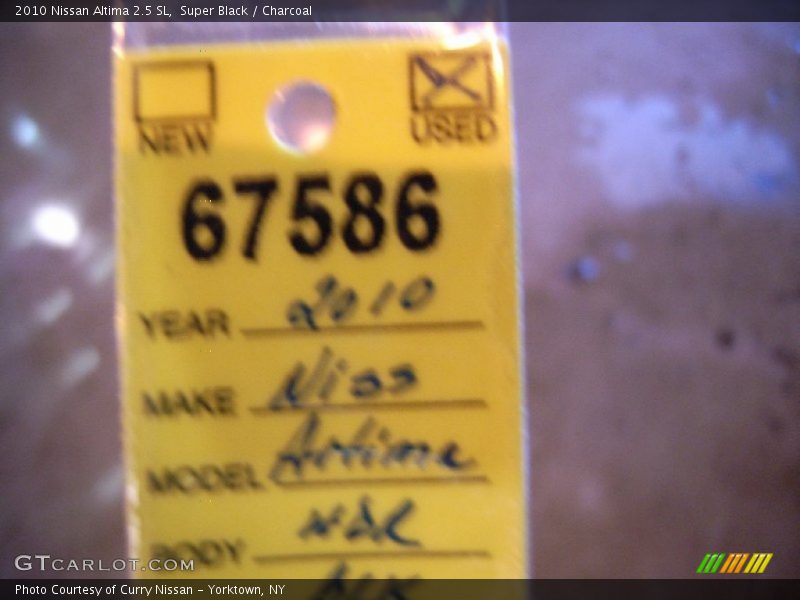 2010 Nissan Altima 2.5 SL, Super Black / Charcoal
NEW USED
67586
YEAR 2010
MAKE Niss
MODEL
BODY
GTCARLOT.COM
Photo Courtesy of Curry Nissan - Yorktown, NY